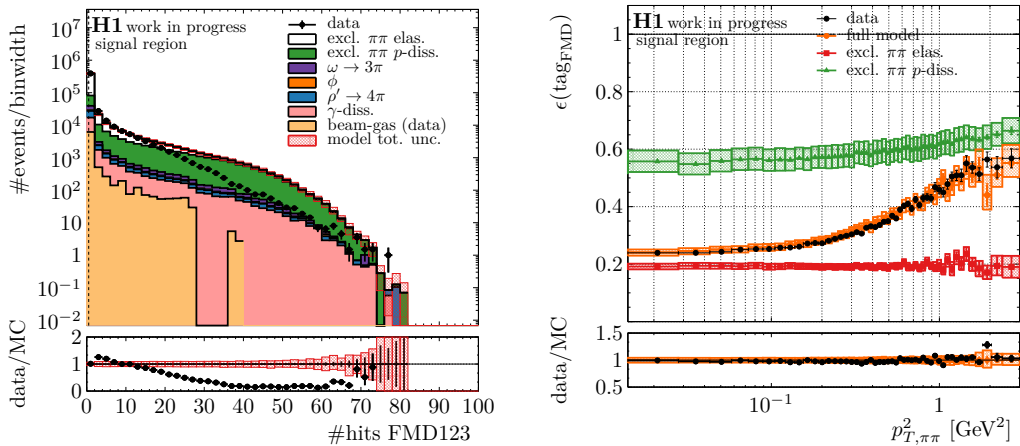 H1 work in progress
signal region
data
excl. ππ elas.
excl. ππ p-diss.
ω → 3π
ϕ
ρ′ → 4π
γ-diss.
beam-gas (data)
model tot. unc.
#events/binwidth
10⁷
10⁶
10⁵
10⁴
10³
10²
10
1
10⁻¹
10⁻²
data/MC
2
1
0
0 10 20 30 40 50 60 70 80 90 100
#hits FMD123
H1 work in progress
signal region
data
full model
excl. ππ elas.
excl. ππ p-diss.
ϵ(tag_FMD)
1
0.8
0.6
0.4
0.2
data/MC
1.5
1.0
0.5
10⁻¹ 1
p²_T,ππ [GeV²]